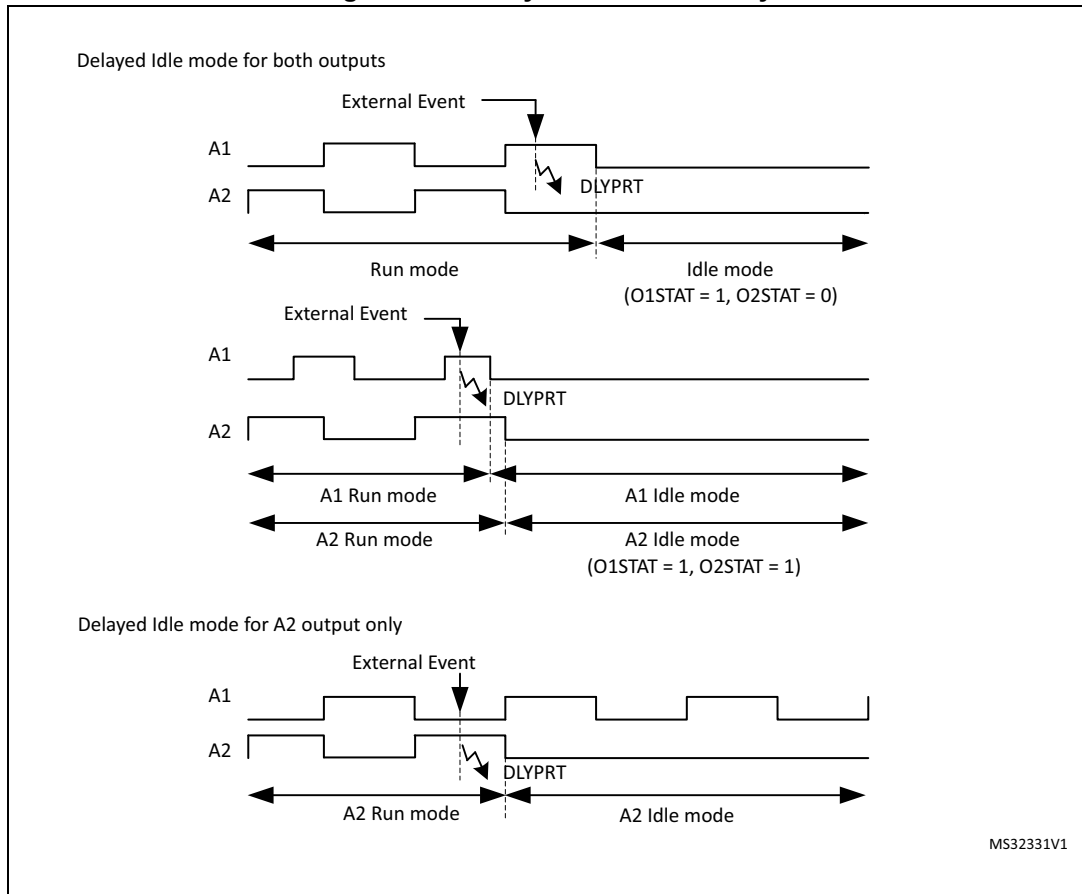 Delayed Idle mode for both outputs
External Event
A1
DLYPRT
A2
Run mode
Idle mode
(O1STAT = 1, O2STAT = 0)
External Event
A1
DLYPRT
A2
A1 Run mode
A1 Idle mode
A2 Run mode
A2 Idle mode
(O1STAT = 1, O2STAT = 1)
Delayed Idle mode for A2 output only
External Event
A1
A2
DLYPRT
A2 Run mode
A2 Idle mode
MS32331V1